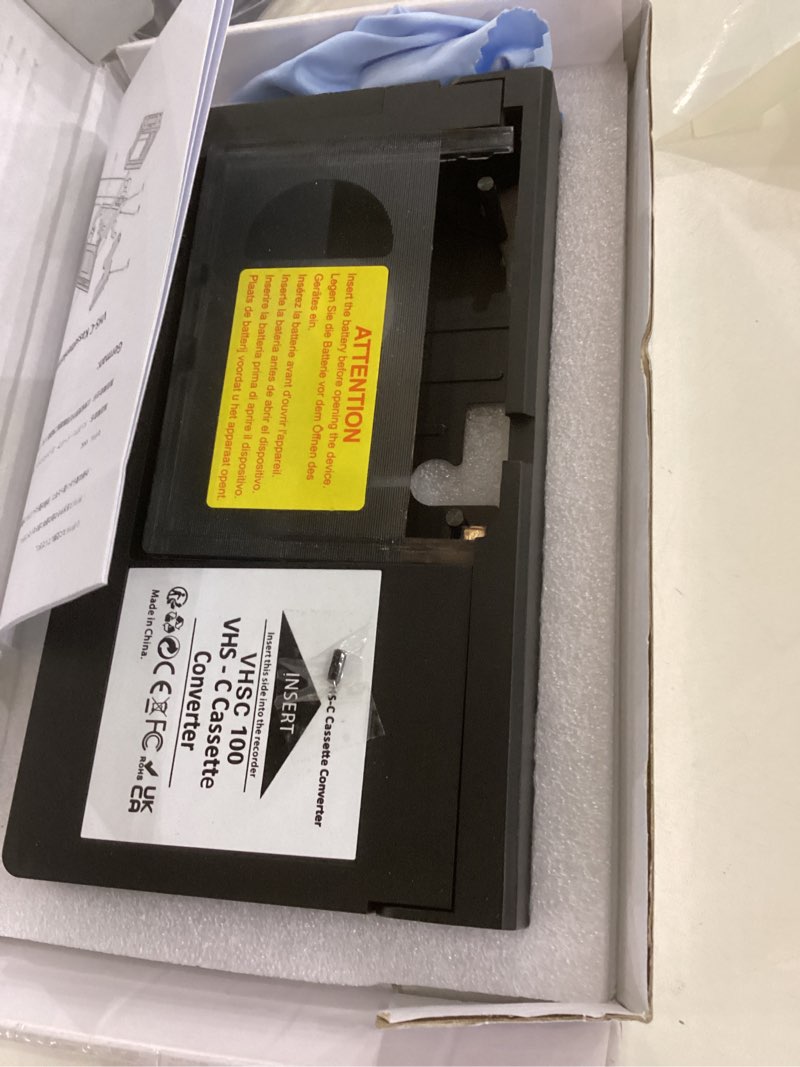 ATTENTION
Insert the battery before opening the device.
Legen Sie die Batterie vor dem Öffnen des
Gerätes ein.
Insérez la batterie avant d'ouvrir l'appareil.
Inserte la batería antes de abrir el dispositivo.
Inserire la batteria prima di aprire il dispositivo.
Plaats de batterij voordat u het apparaat opent.
S-C Cassette Converter
INSERT
Insert this side into the recorder
VHSC 100
VHS - C Cassette
Converter
CE FC RoHS UK CA
Made in China.
German: